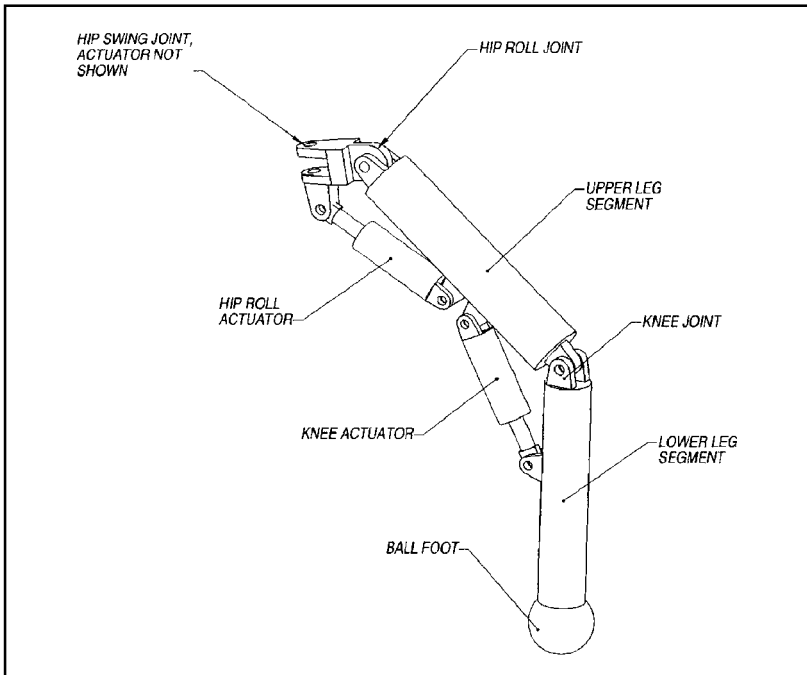 HIP SWING JOINT,
ACTUATOR NOT
SHOWN
HIP ROLL JOINT
UPPER LEG
SEGMENT
HIP ROLL
ACTUATOR
KNEE JOINT
KNEE ACTUATOR
LOWER LEG
SEGMENT
BALL FOOT